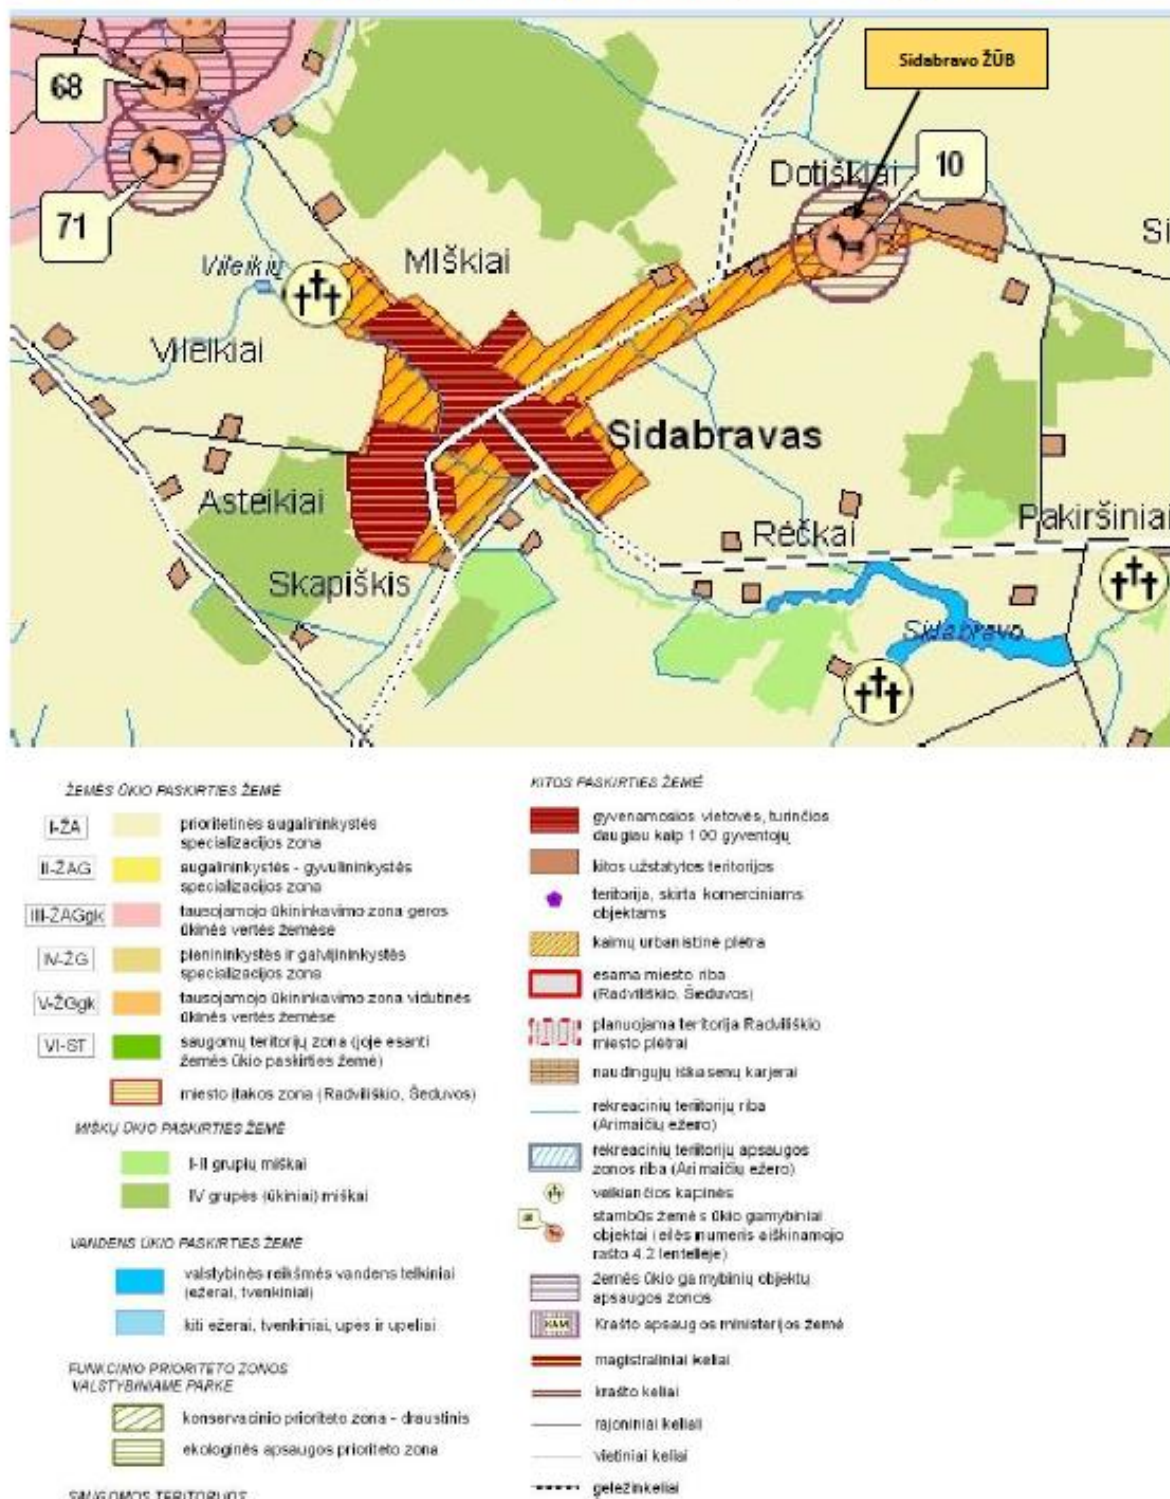 Sidabravo ŽŪB
68
10
Dotiškiai
71
Si
Vileikių
MIškiai
Vileikiai
Sidabravas
Asteikiai
Pakiršiniai
Rėčkai
Skapiškis
Sidabravo
ŽEMĖS ŪKIO PASKIRTIES ŽEMĖ
I-ŽA
prioritetinės augalininkystės
specializacijos zona
II-ŽAG
augalininkystės - gyvulininkystės
specializacijos zona
III-ŽAGgk
tausojamojo ūkininkavimo zona geros
ūkinės vertės žemėse
IV-ŽG
pienininkystės ir galvijininkystės
specializacijos zona
V-ŽGgk
tausojamojo ūkininkavimo zona vidutinės
ūkinės vertės žemėse
VI-ST
saugomų teritorijų zona (joje esanti
žemės ūkio paskirties žemė)
miesto įtakos zona (Radviliškio, Šeduvos)
MIŠKŲ ŪKIO PASKIRTIES ŽEMĖ
I-II grupių miškai
IV grupės (ūkiniai) miškai
VANDENS ŪKIO PASKIRTIES ŽEMĖ
valstybinės reikšmės vandens telkiniai
(ežerai, tvenkiniai)
kiti ežerai, tvenkiniai, upės ir upeliai
FUNKCINIO PRIORITETO ZONOS
VALSTYBINIAME PARKE
konservacinio prioriteto zona - draustinis
ekologinės apsaugos prioriteto zona
SAUGOMOS TERITORIJOS
KITOS PASKIRTIES ŽEMĖ
gyvenamosios vietovės, turinčios
daugiau kaip 100 gyventojų
kitos užstatytos teritorijos
teritorija, skirta komerciniams
objektams
kaimų urbanistinė plėtra
esama miesto riba
(Radviliškio, Šeduvos)
planuojama teritorija Radviliškio
miesto plėtrai
naudingųjų iškasenų karjerai
rekreacinių teritorijų riba
(Arimaičių ežero)
rekreacinių teritorijų apsaugos
zonos riba (Arimaičių ežero)
veikiančios kapinės
stambūs žemės ūkio gamybiniai
objektai (eilės numeris aiškinamojo
rašto 4.2 lentelėje)
žemės ūkio gamybinių objektų
apsaugos zonos
KAM
Krašto apsaugos ministerijos žemė
magistraliniai keliai
krašto keliai
rajoniniai keliai
vietiniai keliai
geležinkeliai